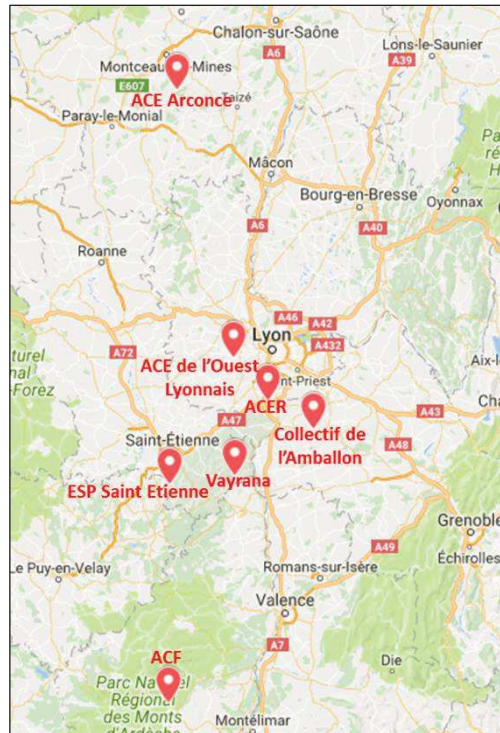 Chalon-sur-Saône
Lons-le-Saunier
A6
A39
Montceau-les-Mines
E607
ACE Arconce
Taizé
Paray-le-Monial
Mâcon
Bourg-en-Bresse
Oyonnax
A40
A6
Roanne
A46
A42
Lyon
A432
A72
ACE de l'Ouest
Lyonnais
ACER
A47
A43
Collectif de
l'Amballon
A48
Saint-Étienne
Vayrana
ESP Saint Etienne
Grenoble
A49
Échirolles
Le Puy-en-Velay
Romans-sur-Isère
Valence
A7
ACF
Die
Régional
des Monts
Montélimar